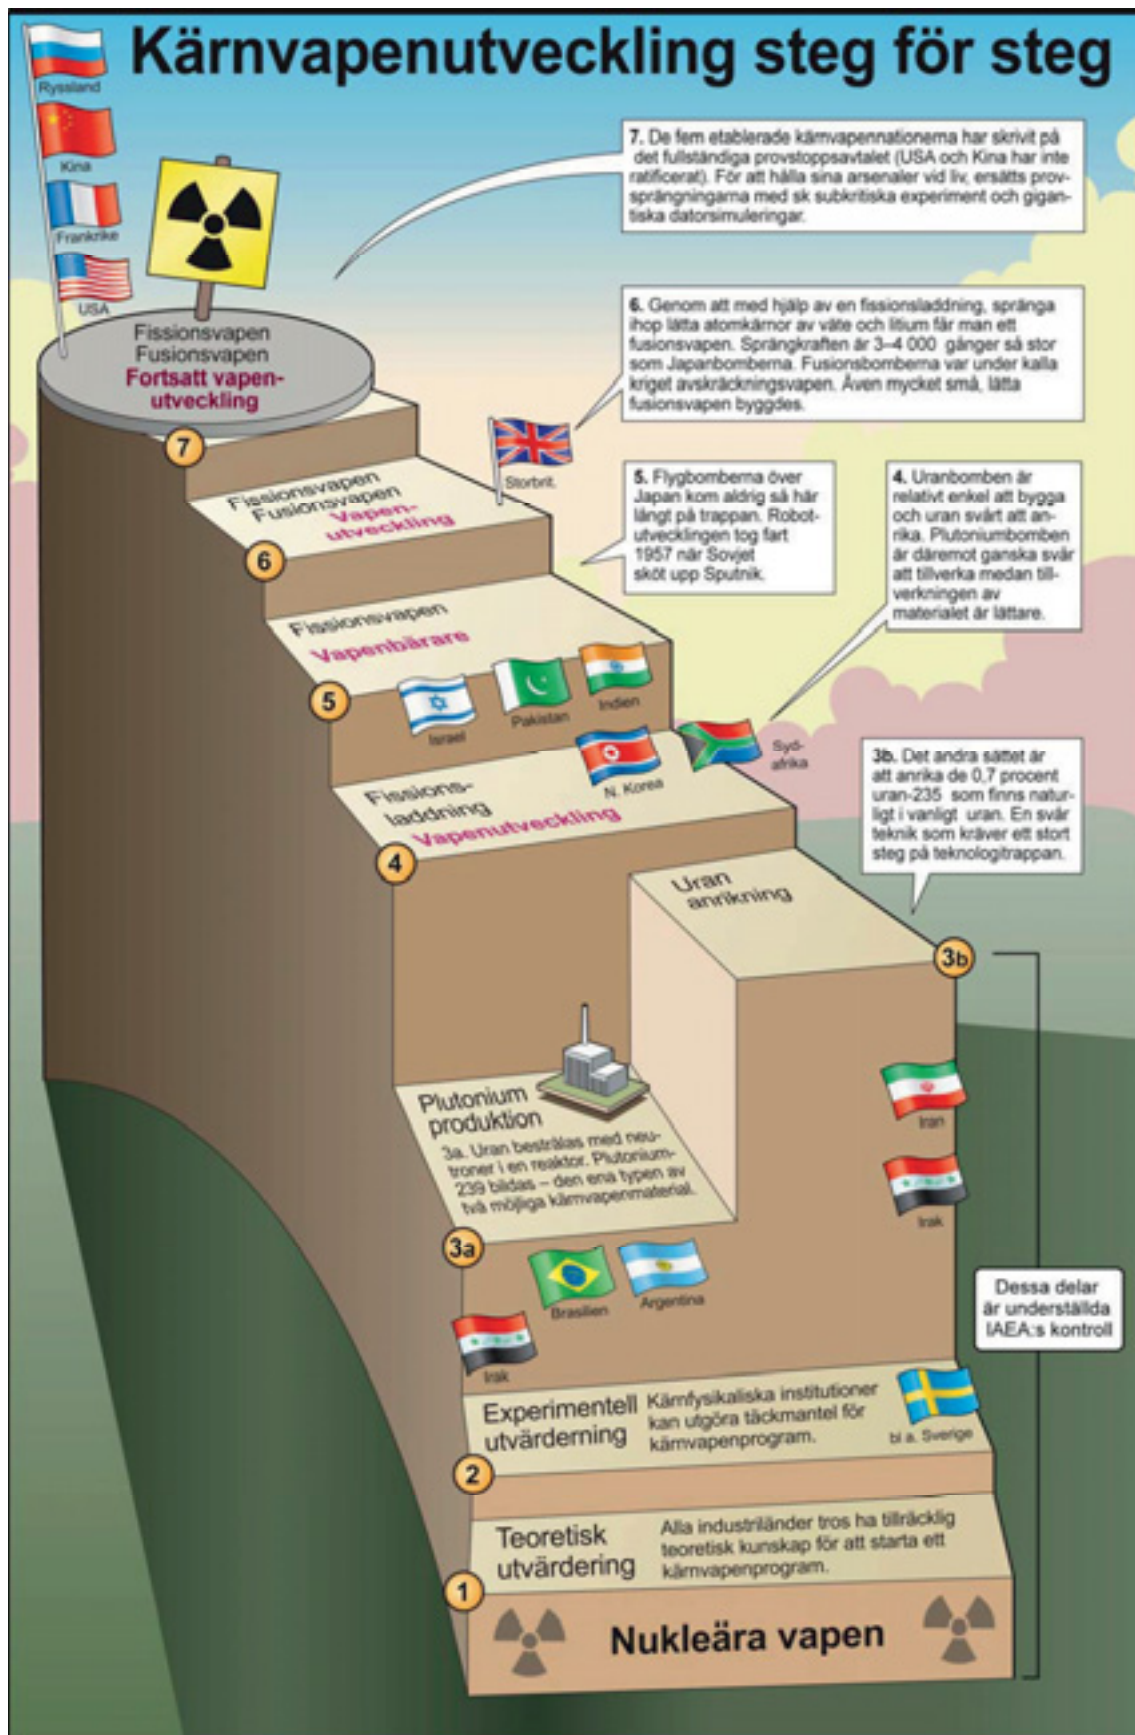 Kärnvapenutveckling steg för steg
Ryssland
Kina
Frankrike
USA
7. De fem etablerade kärnvapennationerna har skrivit på
det fullständiga provstoppsavtalet (USA och Kina har inte
ratificerat). För att hålla sina arsenaler vid liv, ersätts prov-
sprängningarna med sk subkritiska experiment och gigan-
tiska datorsimuleringar.
Fissionsvapen
Fusionsvapen
Fortsatt vapen-
utveckling
7
6. Genom att med hjälp av en fissionsladdning, spränga
ihop lätta atomkärnor av väte och litium får man ett
fusionsvapen. Sprängkraften är 3–4 000 gånger så stor
som Japanbomberna. Fusionsbomberna var under kalla
kriget avskräckningsvapen. Även mycket små, lätta
fusionsvapen byggdes.
Storbrit.
Fissionsvapen
Fusionsvapen
Vapen-
utveckling
6
5. Flygbomberna över
Japan kom aldrig så här
långt på trappan. Robot-
utvecklingen tog fart
1957 när Sovjet
sköt upp Sputnik.
4. Uranbomben är
relativt enkel att bygga
och uran svårt att an-
rika. Plutoniumbomben
är däremot ganska svår
att tillverka medan till-
verkningen av
materialet är lättare.
Fissionsvapen
Vapenbärare
5
Israel
Pakistan
Indien
N. Korea
Syd-
afrika
Fissions-
laddning
Vapenutveckling
4
3b. Det andra sättet är
att anrika de 0,7 procent
uran-235 som finns natur-
ligt i vanligt uran. En svår
teknik som kräver ett stort
steg på teknologitrappan.
Uran
anrikning
3b
Plutonium
produktion
3a. Uran bestrålas med neu-
troner i en reaktor. Plutonium-
239 bildas – den ena typen av
två möjliga kärnvapenmaterial.
3a
Iran
Irak
Brasilien
Argentina
Irak
Dessa delar
är underställda
IAEA:s kontroll
Experimentell
utvärderning
Kärnfysikaliska institutioner
kan utgöra täckmantel för
kärnvapenprogram.
bl a. Sverige
2
Teoretisk
utvärdering
Alla industriländer tros ha tillräcklig
teoretisk kunskap för att starta ett
kärnvapenprogram.
1
Nukleära vapen